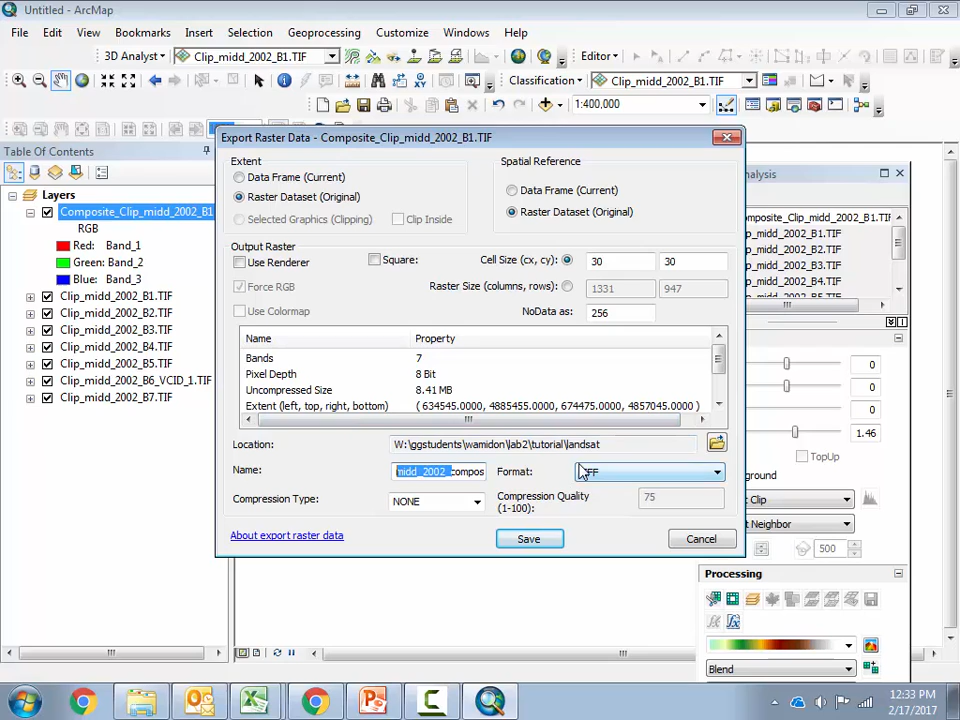 Untitled - ArcMap
File Edit View Bookmarks Insert Selection Geoprocessing Customize Windows Help
3D Analyst Clip_midd_2002_B1.TIF Editor
Classification Clip_midd_2002_B1.TIF
1:400,000
Table Of Contents
Layers
Composite_Clip_midd_2002_B1
RGB
Red: Band_1
Green: Band_2
Blue: Band_3
Clip_midd_2002_B1.TIF
Clip_midd_2002_B2.TIF
Clip_midd_2002_B3.TIF
Clip_midd_2002_B4.TIF
Clip_midd_2002_B5.TIF
Clip_midd_2002_B6_VCID_1.TIF
Clip_midd_2002_B7.TIF
Export Raster Data - Composite_Clip_midd_2002_B1.TIF
Extent
Data Frame (Current)
Raster Dataset (Original)
Selected Graphics (Clipping) Clip Inside
Spatial Reference
Data Frame (Current)
Raster Dataset (Original)
Output Raster
Use Renderer Square: Cell Size (cx, cy): 30 30
Force RGB Raster Size (columns, rows): 1331 947
Use Colormap NoData as: 256
Name Property
Bands 7
Pixel Depth 8 Bit
Uncompressed Size 8.41 MB
Extent (left, top, right, bottom) ( 634545.0000, 4885455.0000, 674475.0000, 4857045.0000 )
Location: W:\ggstudents\wamidon\lab2\tutorial\landsat
Name: midd_2002_compos Format:
Compression Type: NONE Compression Quality
(1-100): 75
About export raster data Save Cancel
nalysis
omposite_Clip_midd_2002_B1.TIF
ip_midd_2002_B1.TIF
ip_midd_2002_B2.TIF
ip_midd_2002_B3.TIF
ip_midd_2002_B4.TIF
0
0
0
1.46
TopUp
ground
t Clip
t Neighbor
500
Processing
Blend
12:33 PM
2/17/2017